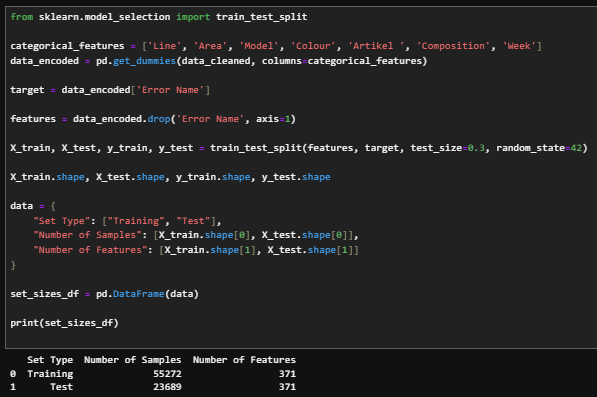 from sklearn.model_selection import train_test_split
categorical_features = ['Line', 'Area', 'Model', 'Colour', 'Artikel ', 'Composition', 'Week']
data_encoded = pd.get_dummies(data_cleaned, columns=categorical_features)
target = data_encoded['Error Name']
features = data_encoded.drop('Error Name', axis=1)
X_train, X_test, y_train, y_test = train_test_split(features, target, test_size=0.3, random_state=42)
X_train.shape, X_test.shape, y_train.shape, y_test.shape
data = {
    "Set Type": ["Training", "Test"],
    "Number of Samples": [X_train.shape[0], X_test.shape[0]],
    "Number of Features": [X_train.shape[1], X_test.shape[1]]
}
set_sizes_df = pd.DataFrame(data)
print(set_sizes_df)
   Set Type  Number of Samples  Number of Features
0  Training              55272                 371
1      Test              23689                 371